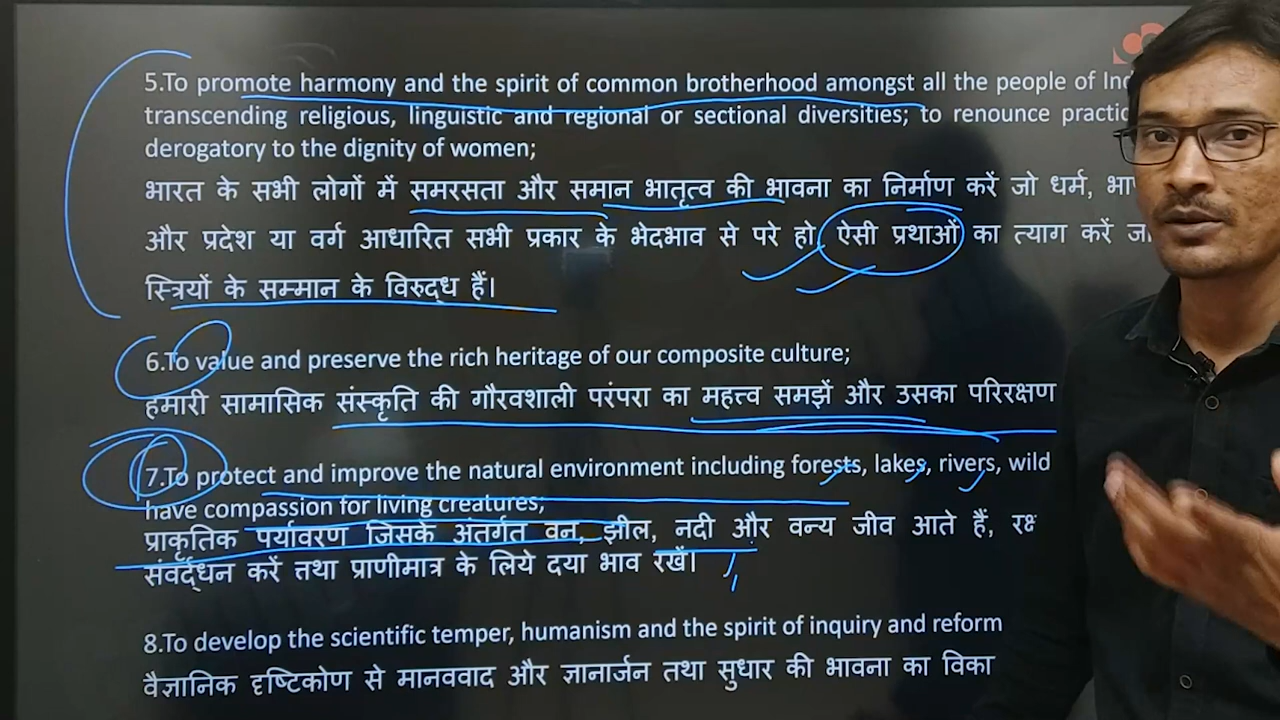 5.To promote harmony and the spirit of common brotherhood amongst all the people of
transcending religious, linguistic and regional or sectional diversities; to renounce
derogatory to the dignity of women;
भारत के सभी लोगों में समरसता और समान भातृत्व की भावना का निर्माण करें जो धर्म,
और प्रदेश या वर्ग आधारित सभी प्रकार के भेदभाव से परे हो, ऐसी प्रथाओं का त्याग करें
स्त्रियों के सम्मान के विरुद्ध हैं।
6.To value and preserve the rich heritage of our composite culture;
हमारी सामासिक संस्कृति की गौरवशाली परंपरा का महत्त्व समझें और उसका परिरक्षण
7.To protect and improve the natural environment including forests, lakes, rivers, wild
have compassion for living creatures;
प्राकृतिक पर्यावरण जिसके अंतर्गत वन, झील, नदी और वन्य जीव आते हैं,
संवर्द्धन करें तथा प्राणीमात्र के लिये दया भाव रखें।
8.To develop the scientific temper, humanism and the spirit of inquiry and reform
वैज्ञानिक दृष्टिकोण से मानववाद और ज्ञानार्जन तथा सुधार की भावना का